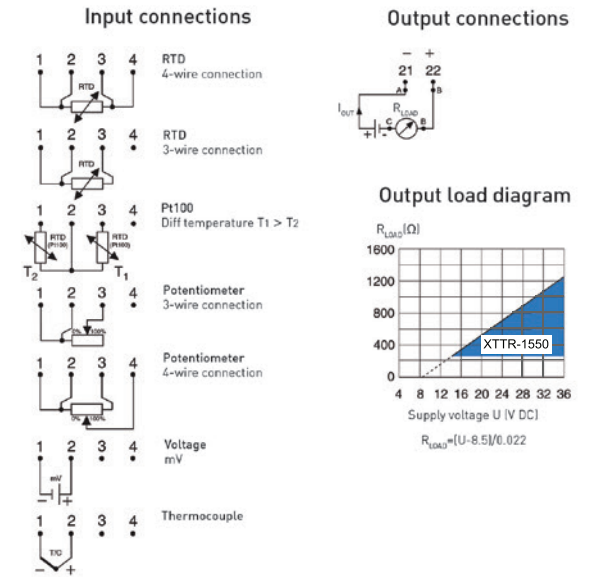 Input connections
1 2 3 4
RTD
4-wire connection
RTD
1 2 3 4
RTD
3-wire connection
RTD
1 2 3 4
Pt100
Diff temperature T1 > T2
RTD
(Pt100)
RTD
(Pt100)
T2
T1
1 2 3 4
Potentiometer
3-wire connection
0% 100%
1 2 3 4
Potentiometer
4-wire connection
0% 100%
1 2 3 4
Voltage
mV
mV
− +
1 2 3 4
Thermocouple
T/C
− +
Output connections
− +
21 22
A B
IOUT
RLOAD
C B
+ -
Output load diagram
RLOAD(Ω)
1600
1200
800
400
0
XTTR-1550
4 8 12 16 20 24 28 32 36
Supply voltage U (V DC)
RLOAD=(U-8.5)/0.022